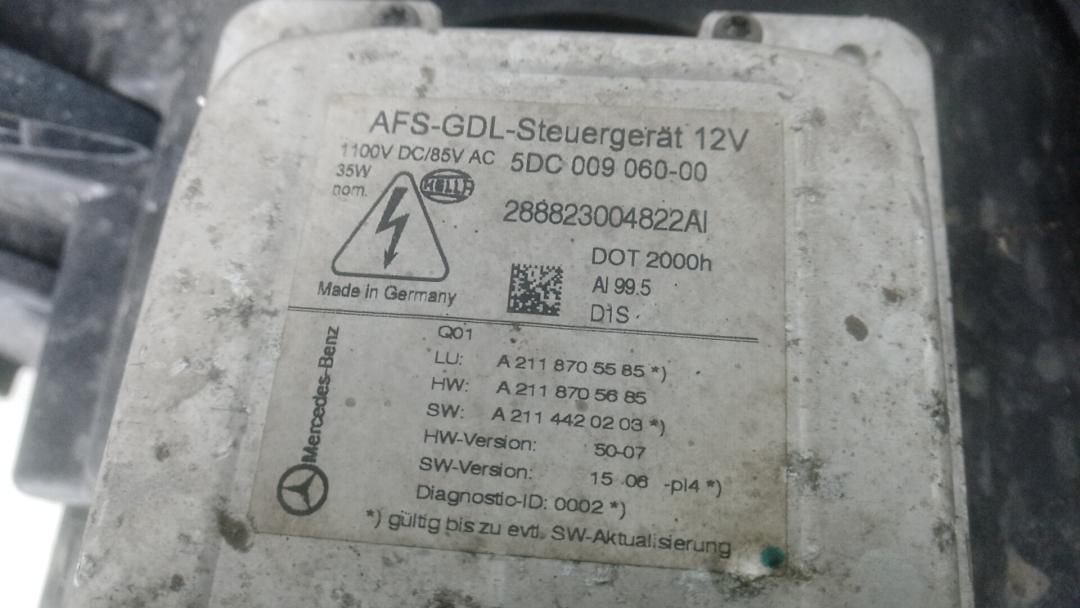 AFS-GDL-Steuergerät 12V
1100V DC/85V AC 5DC 009 060-00
35W
nom.
HELLA
288823004822AI
DOT 2000h
AI 99.5
D1S
Made in Germany
Mercedes-Benz
Q01
LU: A 211 870 55 85 *)
HW: A 211 870 56 85
SW: A 211 442 02 03 *)
HW-Version: 50-07
SW-Version: 15 06 -pl4 *)
Diagnostic-ID: 0002 *)
*) gültig bis zu evtl. SW-Aktualisierung